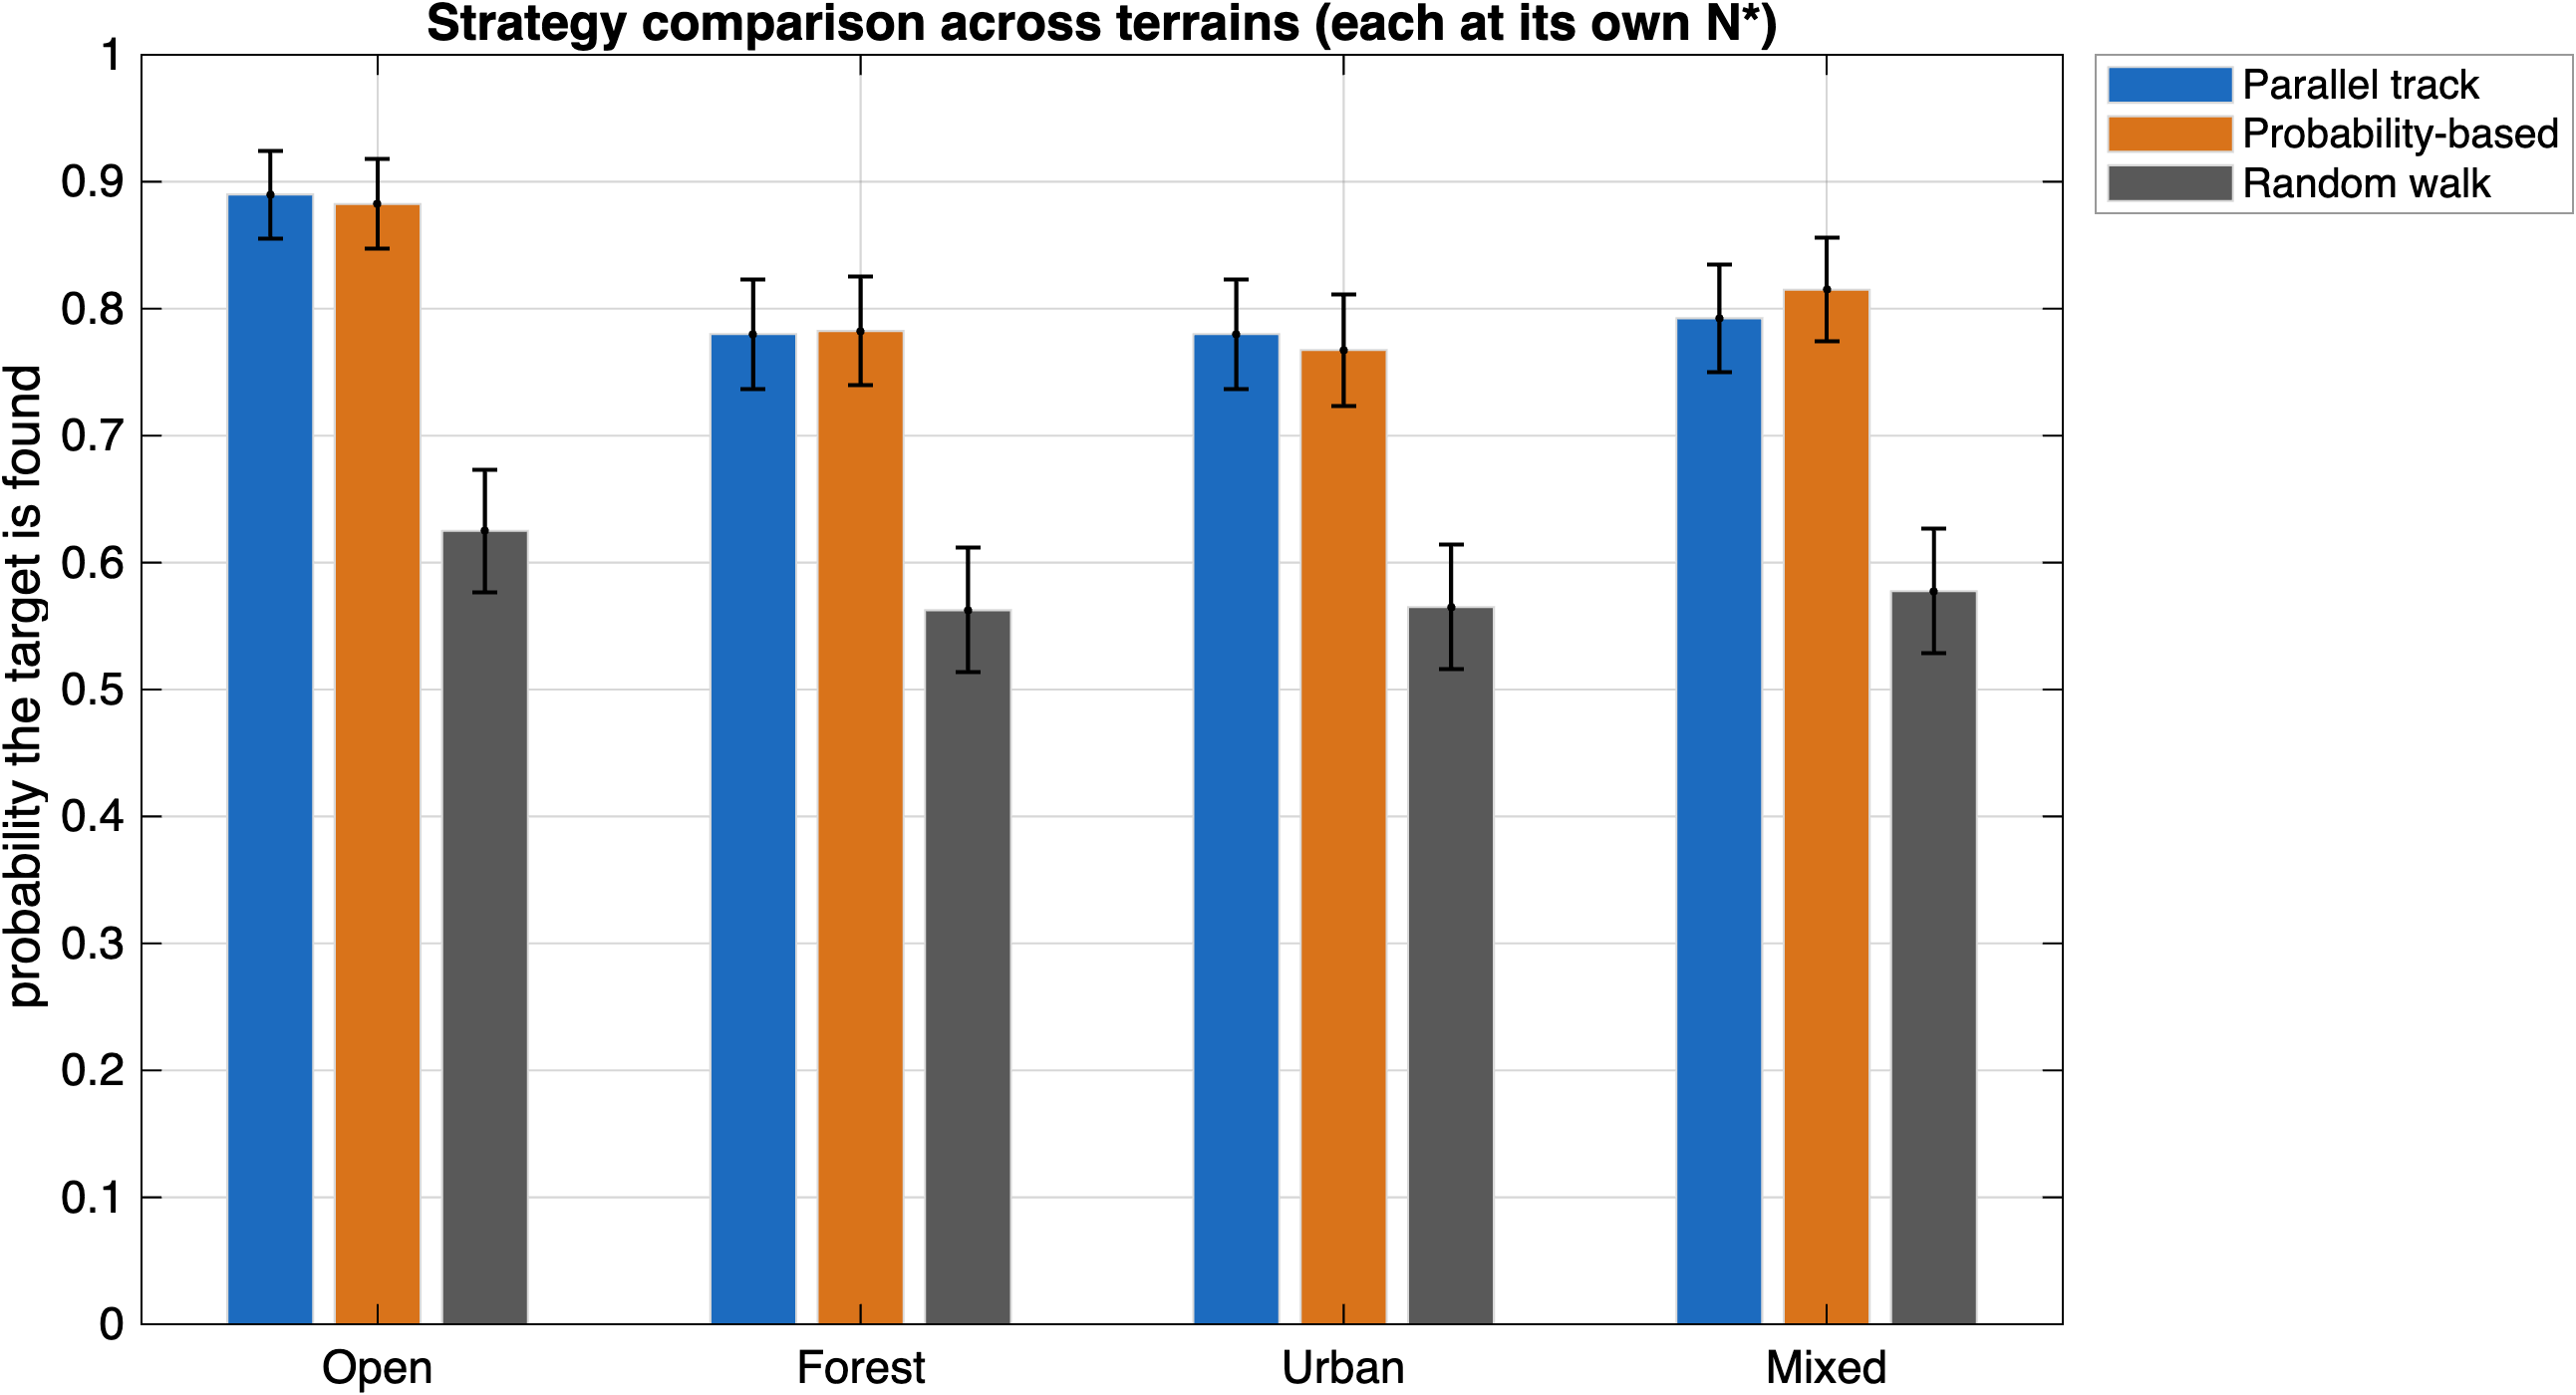 Strategy comparison across terrains (each at its own N*)
Parallel track
Probability-based
Random walk
probability the target is found
1
0.9
0.8
0.7
0.6
0.5
0.4
0.3
0.2
0.1
0
Open Forest Urban Mixed